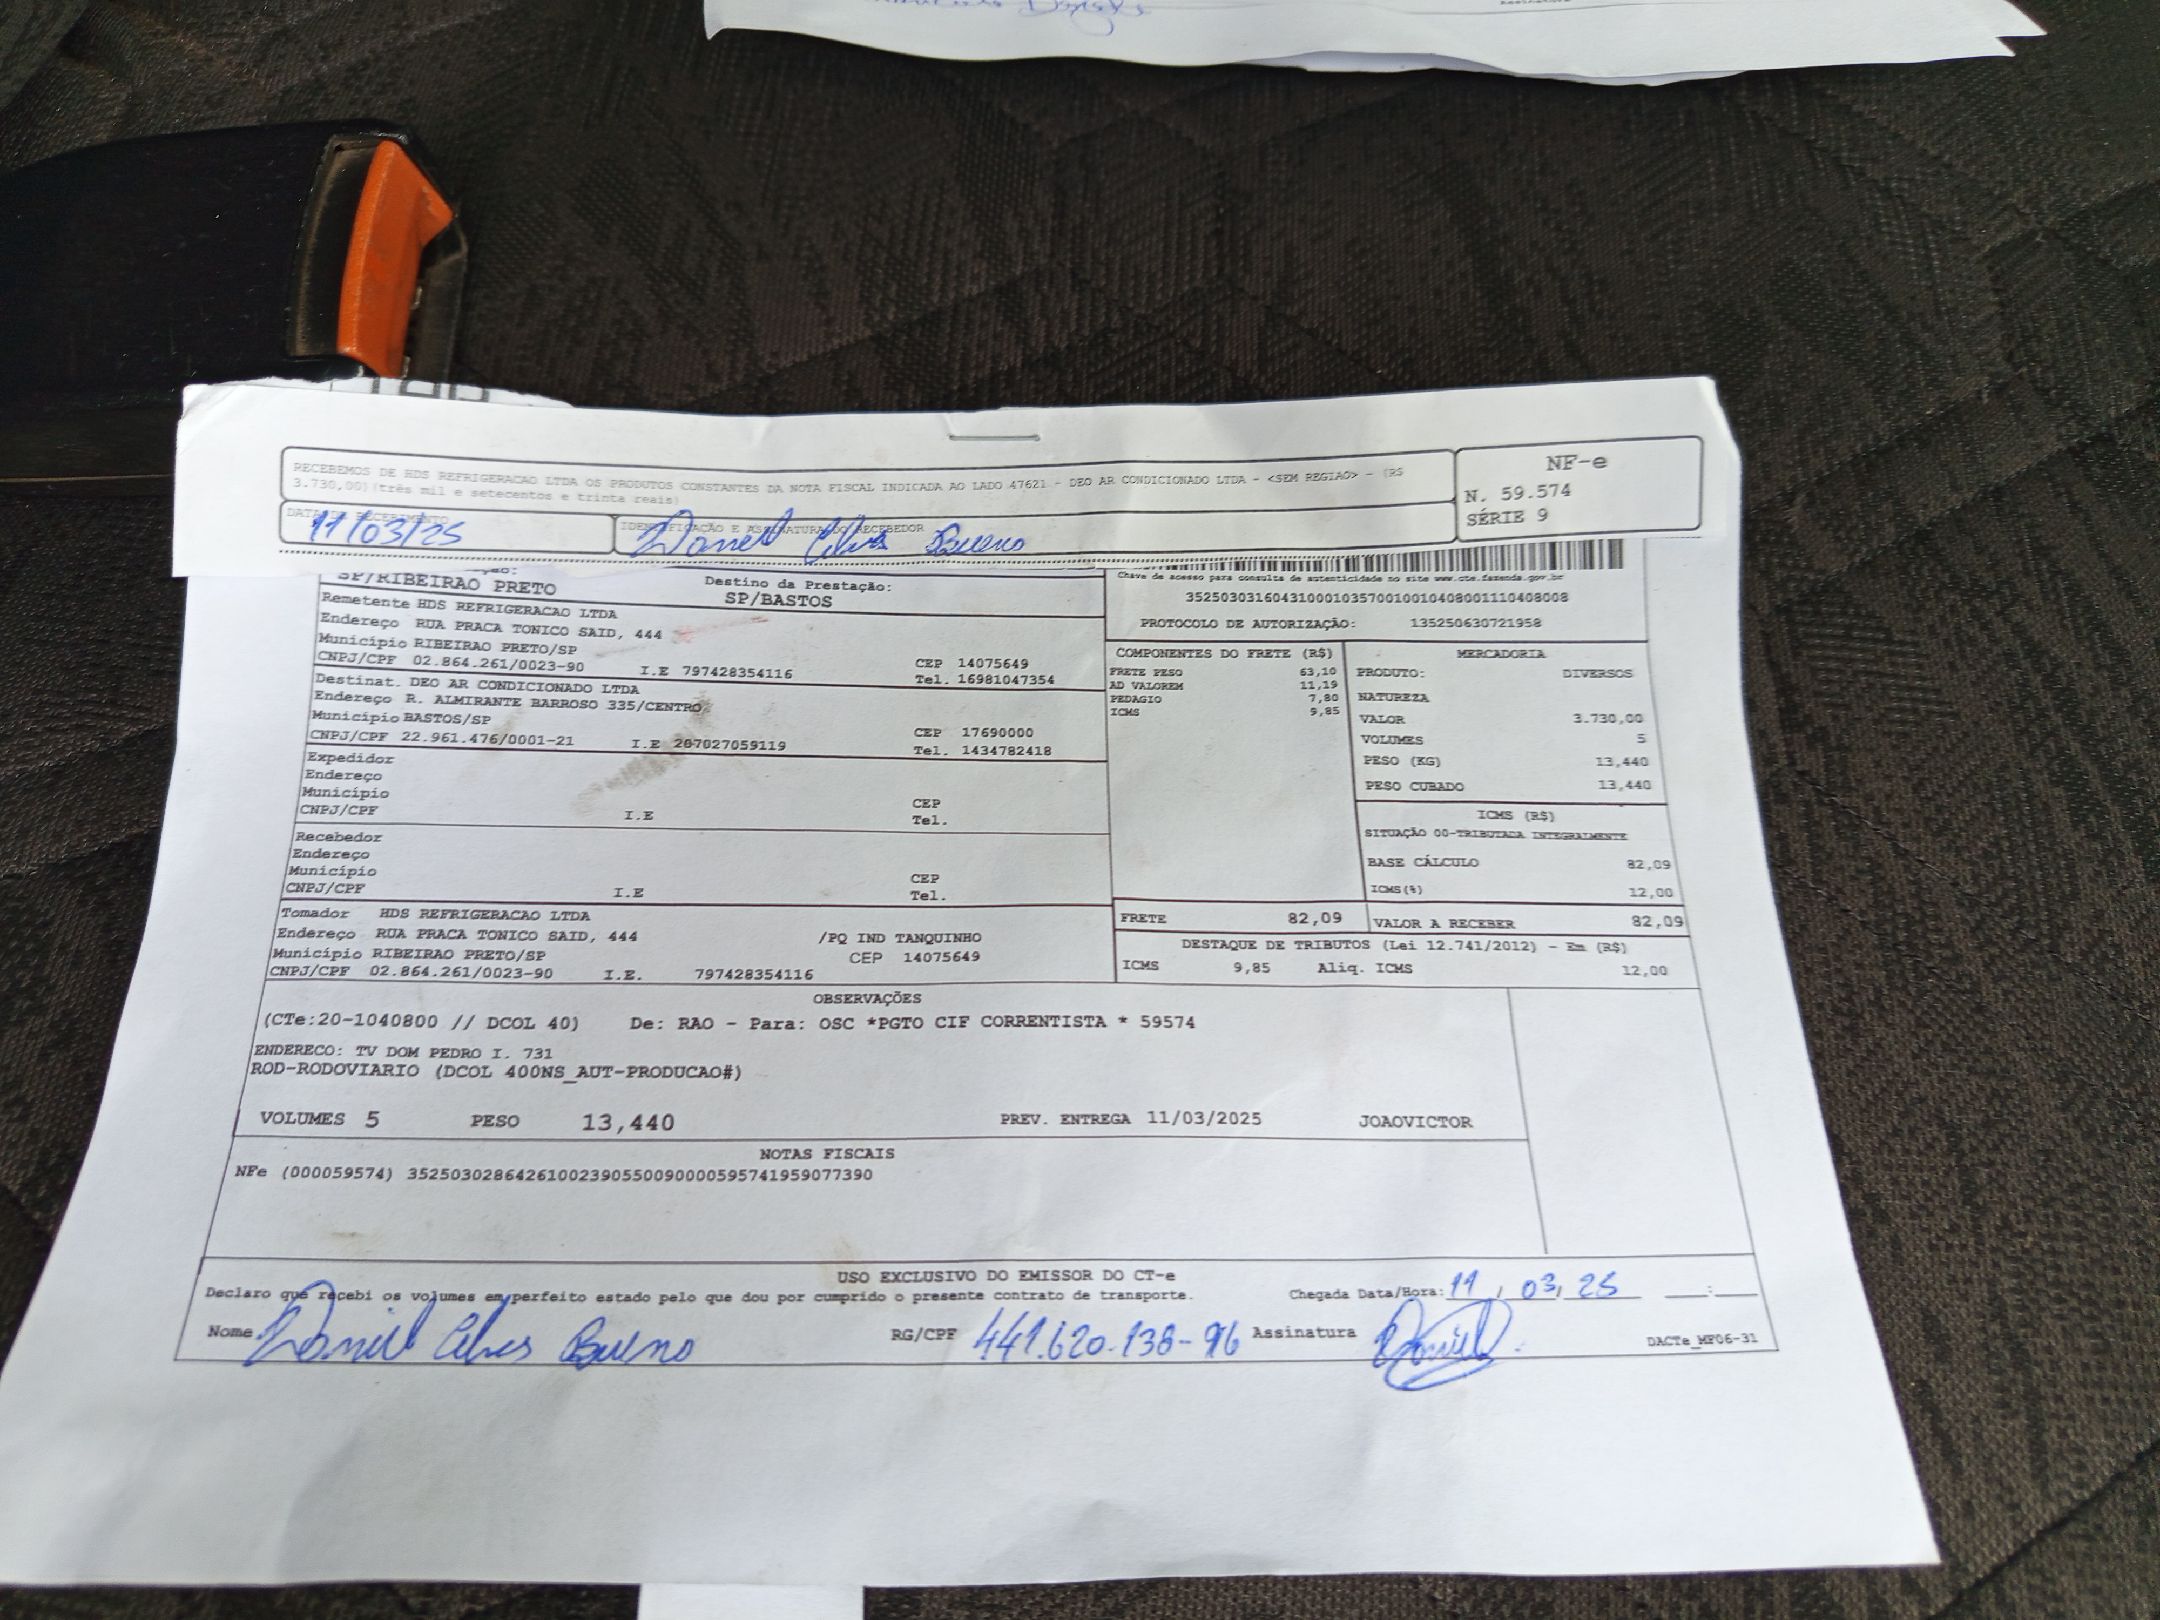 RECEBEMOS DE HDS REFRIGERACAO LTDA OS PRODUTOS CONSTANTES DA NOTA FISCAL INDICADA AO LADO 47621 - DEO AR CONDICIONADO LTDA - <SEM REGIAO> - (R$
3.730,00)(três mil e setecentos e trinta reais)
NF-e
N. 59.574
SÉRIE 9
DATA DE RECEBIMENTO
11/03/25
IDENTIFICAÇÃO E ASSINATURA DO RECEBEDOR
Daniel Alves Bueno
SP/RIBEIRAO PRETO
Destino da Prestação:
SP/BASTOS
Chave de acesso para consulta de autenticidade no site www.cte.fazenda.gov.br
35250303160431000103570010010408001110408008
PROTOCOLO DE AUTORIZAÇÃO: 135250630721958
Remetente HDS REFRIGERACAO LTDA
Endereço RUA PRACA TONICO SAID, 444
Município RIBEIRAO PRETO/SP
CEP 14075649
CNPJ/CPF 02.864.261/0023-90 I.E 797428354116 Tel. 16981047354
Destinat. DEO AR CONDICIONADO LTDA
Endereço R. ALMIRANTE BARROSO 335/CENTRO
Município BASTOS/SP
CEP 17690000
CNPJ/CPF 22.961.476/0001-21 I.E 207027059119 Tel. 1434782418
Expedidor
Endereço
Município
CEP
CNPJ/CPF I.E Tel.
Recebedor
Endereço
Município
CEP
CNPJ/CPF I.E Tel.
Tomador HDS REFRIGERACAO LTDA
Endereço RUA PRACA TONICO SAID, 444 /PQ IND TANQUINHO
Município RIBEIRAO PRETO/SP CEP 14075649
CNPJ/CPF 02.864.261/0023-90 I.E. 797428354116
COMPONENTES DO FRETE (R$)
FRETE PESO 63,10
AD VALOREM 11,19
PEDAGIO 7,80
ICMS 9,85
MERCADORIA
PRODUTO: DIVERSOS
NATUREZA
VALOR 3.730,00
VOLUMES 5
PESO (KG) 13,440
PESO CUBADO 13,440
ICMS (R$)
SITUAÇÃO 00-TRIBUTADA INTEGRALMENTE
BASE CÁLCULO 82,09
ICMS(%) 12,00
FRETE 82,09
VALOR A RECEBER 82,09
DESTAQUE DE TRIBUTOS (Lei 12.741/2012) - Em (R$)
ICMS 9,85 Aliq. ICMS 12,00
OBSERVAÇÕES
(CTe:20-1040800 // DCOL 40) De: RAO - Para: OSC *PGTO CIF CORRENTISTA * 59574
ENDERECO: TV DOM PEDRO I. 731
ROD-RODOVIARIO (DCOL 400NS_AUT-PRODUCAO#)
VOLUMES 5 PESO 13,440 PREV. ENTREGA 11/03/2025 JOAOVICTOR
NOTAS FISCAIS
NFe (000059574) 35250302864261002390550090000595741959077390
USO EXCLUSIVO DO EMISSOR DO CT-e
Declaro que recebi os volumes em perfeito estado pelo que dou por cumprido o presente contrato de transporte.
Chegada Data/Hora: 11 / 03 / 25 __:__
Nome Daniel Alves Bueno RG/CPF 441.620.138-96 Assinatura Daniel
DACTe_MF06-31